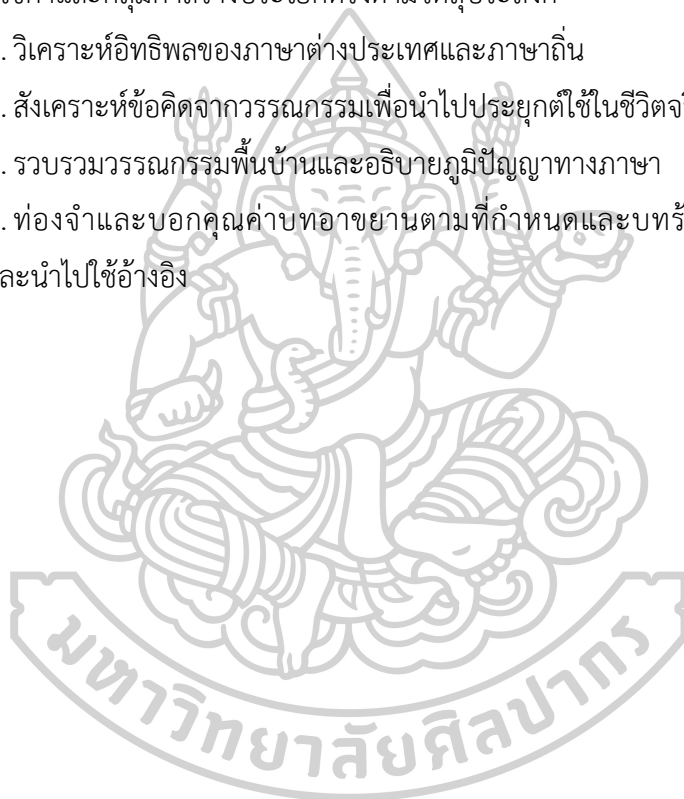 . วิเคราะห์อิทธิพลของภาษาต่างประเทศและภาษาถิ่น
. สังเคราะห์ข้อคิดจากวรรณกรรมเพื่อนำไปประยุกต์ใช้ในชีวิต
. รวบรวมวรรณกรรมพื้นบ้านและอธิบายภูมิปัญญาทางภาษา
. ท่องจำและบอกคุณค่าบทอาขยานตามที่กำหนดและบท
ละนำไปใช้อ้างอิง
มหาวิทยาลัยศิลปากร